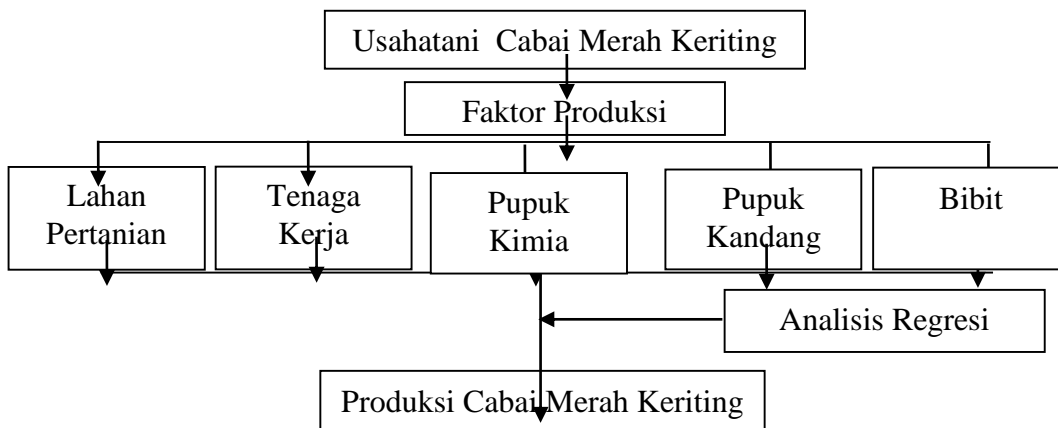 Usahatani Cabai Merah Keriting
Faktor Produksi
Lahan
Pertanian
Tenaga
Kerja
Pupuk
Kimia
Pupuk
Kandang
Bibit
Analisis Regresi
Produksi Cabai Merah Keriting